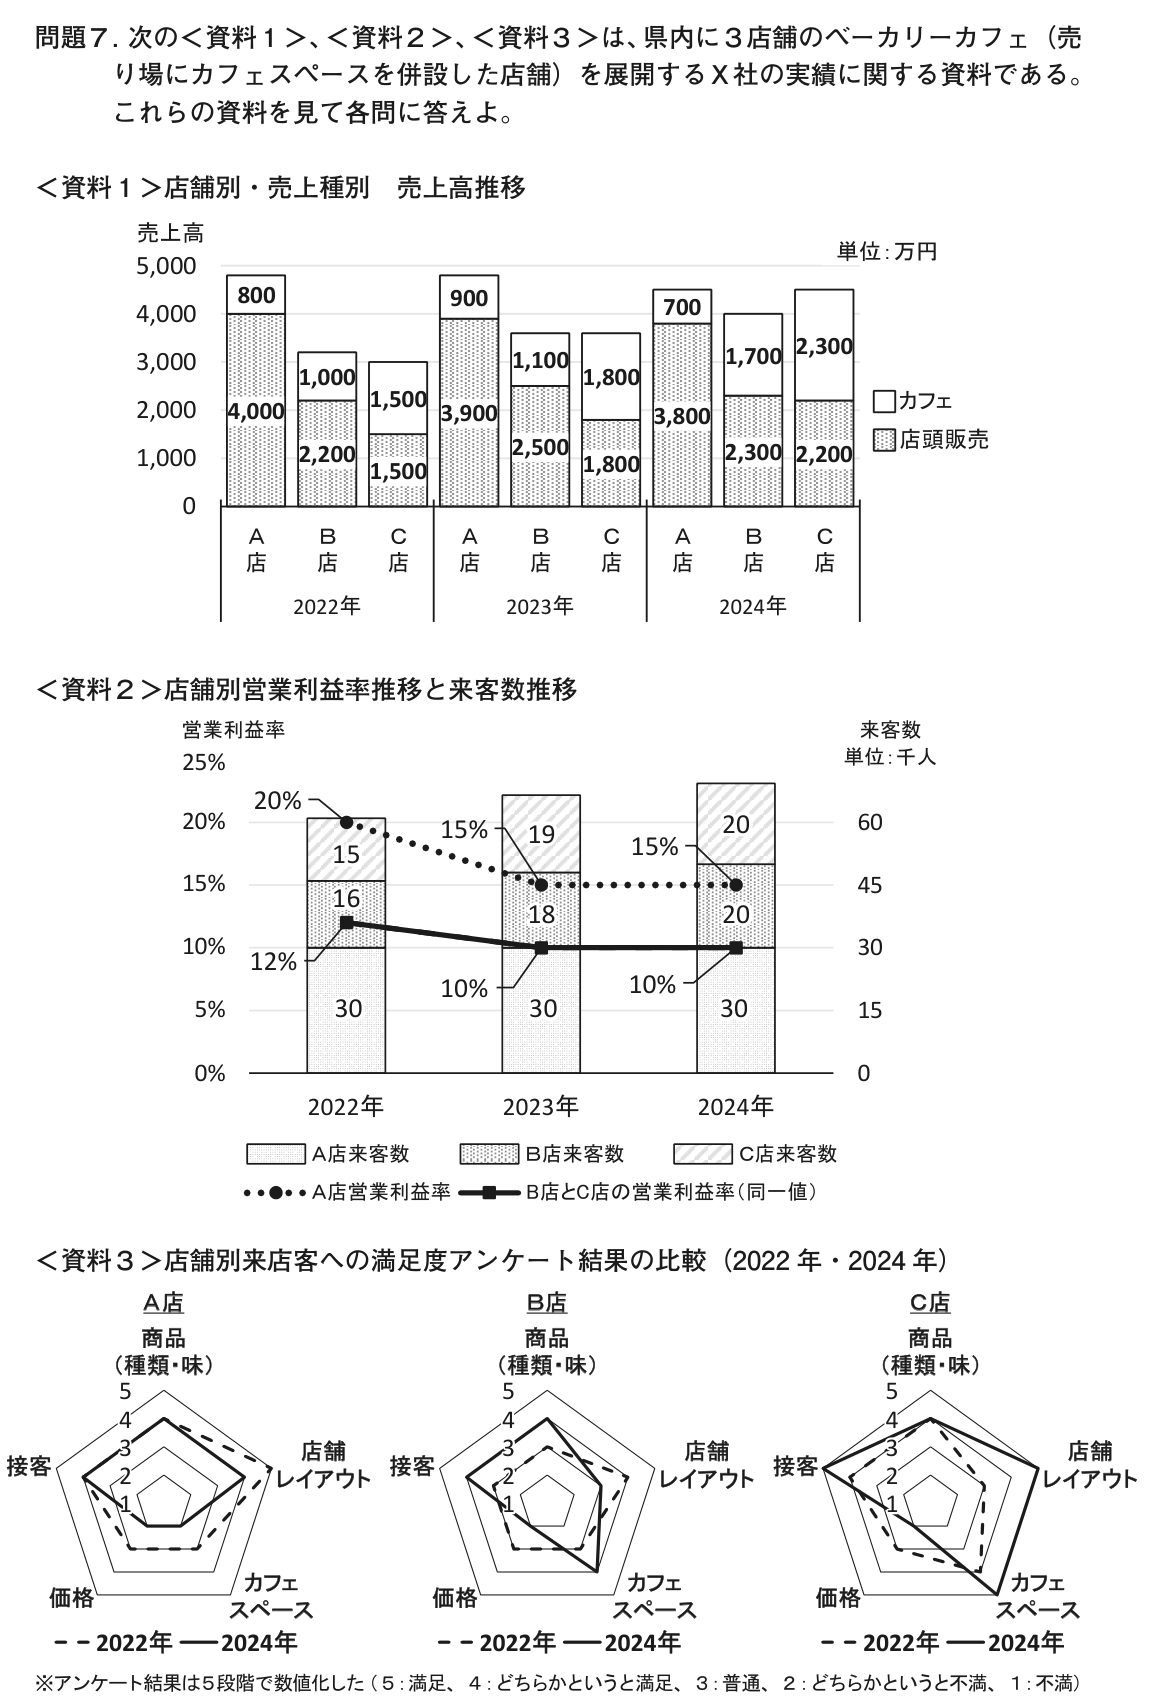 問題７. 次の＜資料１＞、＜資料２＞、＜資料３＞は、県内に３店舗のベーカリーカフェ（売
り場にカフェスペースを併設した店舗）を展開するＸ社の実績に関する資料である。
これらの資料を見て各問に答えよ。
＜資料１＞店舗別・売上種別　売上高推移
売上高
単位：万円
5,000
4,000
3,000
2,000
1,000
0
800
4,000
1,000
2,200
1,500
1,500
900
3,900
1,100
2,500
1,800
1,800
700
3,800
1,700
2,300
2,300
2,200
カフェ
店頭販売
A店 B店 C店 A店 B店 C店 A店 B店 C店
2022年 2023年 2024年
＜資料２＞店舗別営業利益率推移と来客数推移
営業利益率
来客数
単位：千人
25%
20%
15%
10%
5%
0%
60
45
30
15
0
20%
15%
15%
12%
10%
10%
15
16
30
19
18
30
20
20
30
2022年 2023年 2024年
A店来客数 B店来客数 C店来客数
A店営業利益率 B店とC店の営業利益率（同一値）
＜資料３＞店舗別来店客への満足度アンケート結果の比較（2022 年・2024 年）
A店
商品
（種類・味）
5
4
3
2
1
接客
店舗
レイアウト
価格
カフェ
スペース
2022年 2024年
B店
商品
（種類・味）
5
4
3
2
1
接客
店舗
レイアウト
価格
カフェ
スペース
2022年 2024年
C店
商品
（種類・味）
5
4
3
2
1
接客
店舗
レイアウト
価格
カフェ
スペース
2022年 2024年
※アンケート結果は５段階で数値化した（５：満足、４：どちらかというと満足、３：普通、２：どちらかというと不満、１：不満）